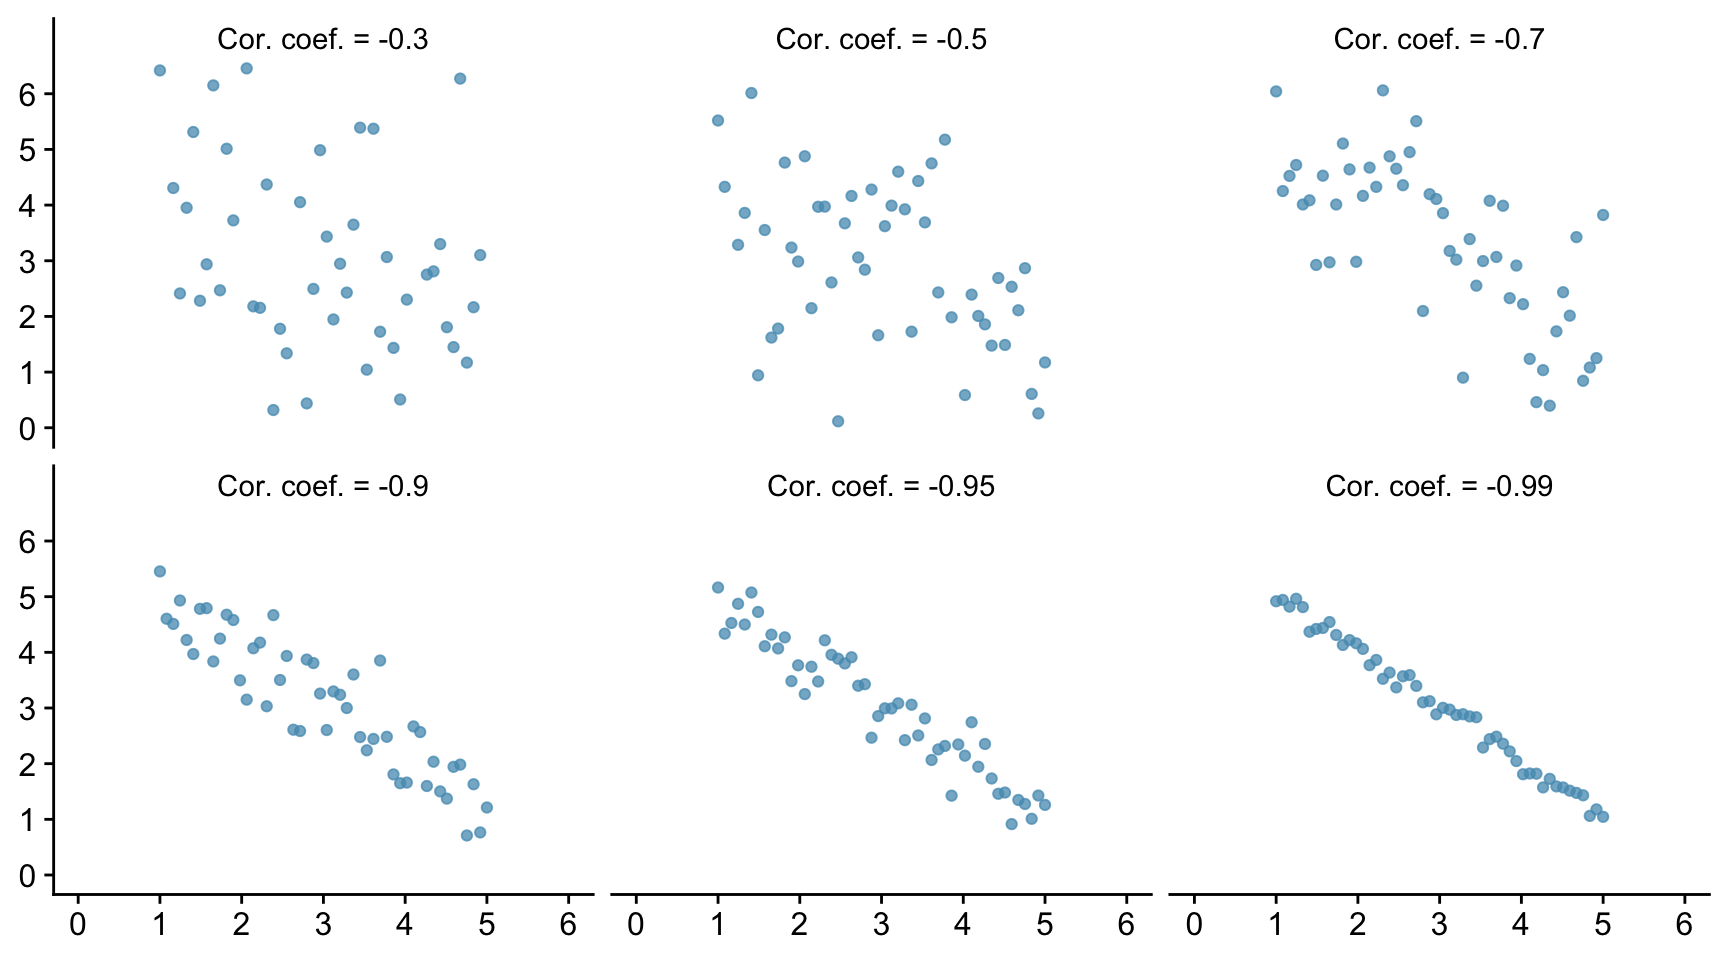 Cor. coef. = -0.3
Cor. coef. = -0.5
Cor. coef. = -0.7
6
5
4
3
2
1
0
Cor. coef. = -0.9
Cor. coef. = -0.95
Cor. coef. = -0.99
6
5
4
3
2
1
0
0 1 2 3 4 5 6
0 1 2 3 4 5 6
0 1 2 3 4 5 6